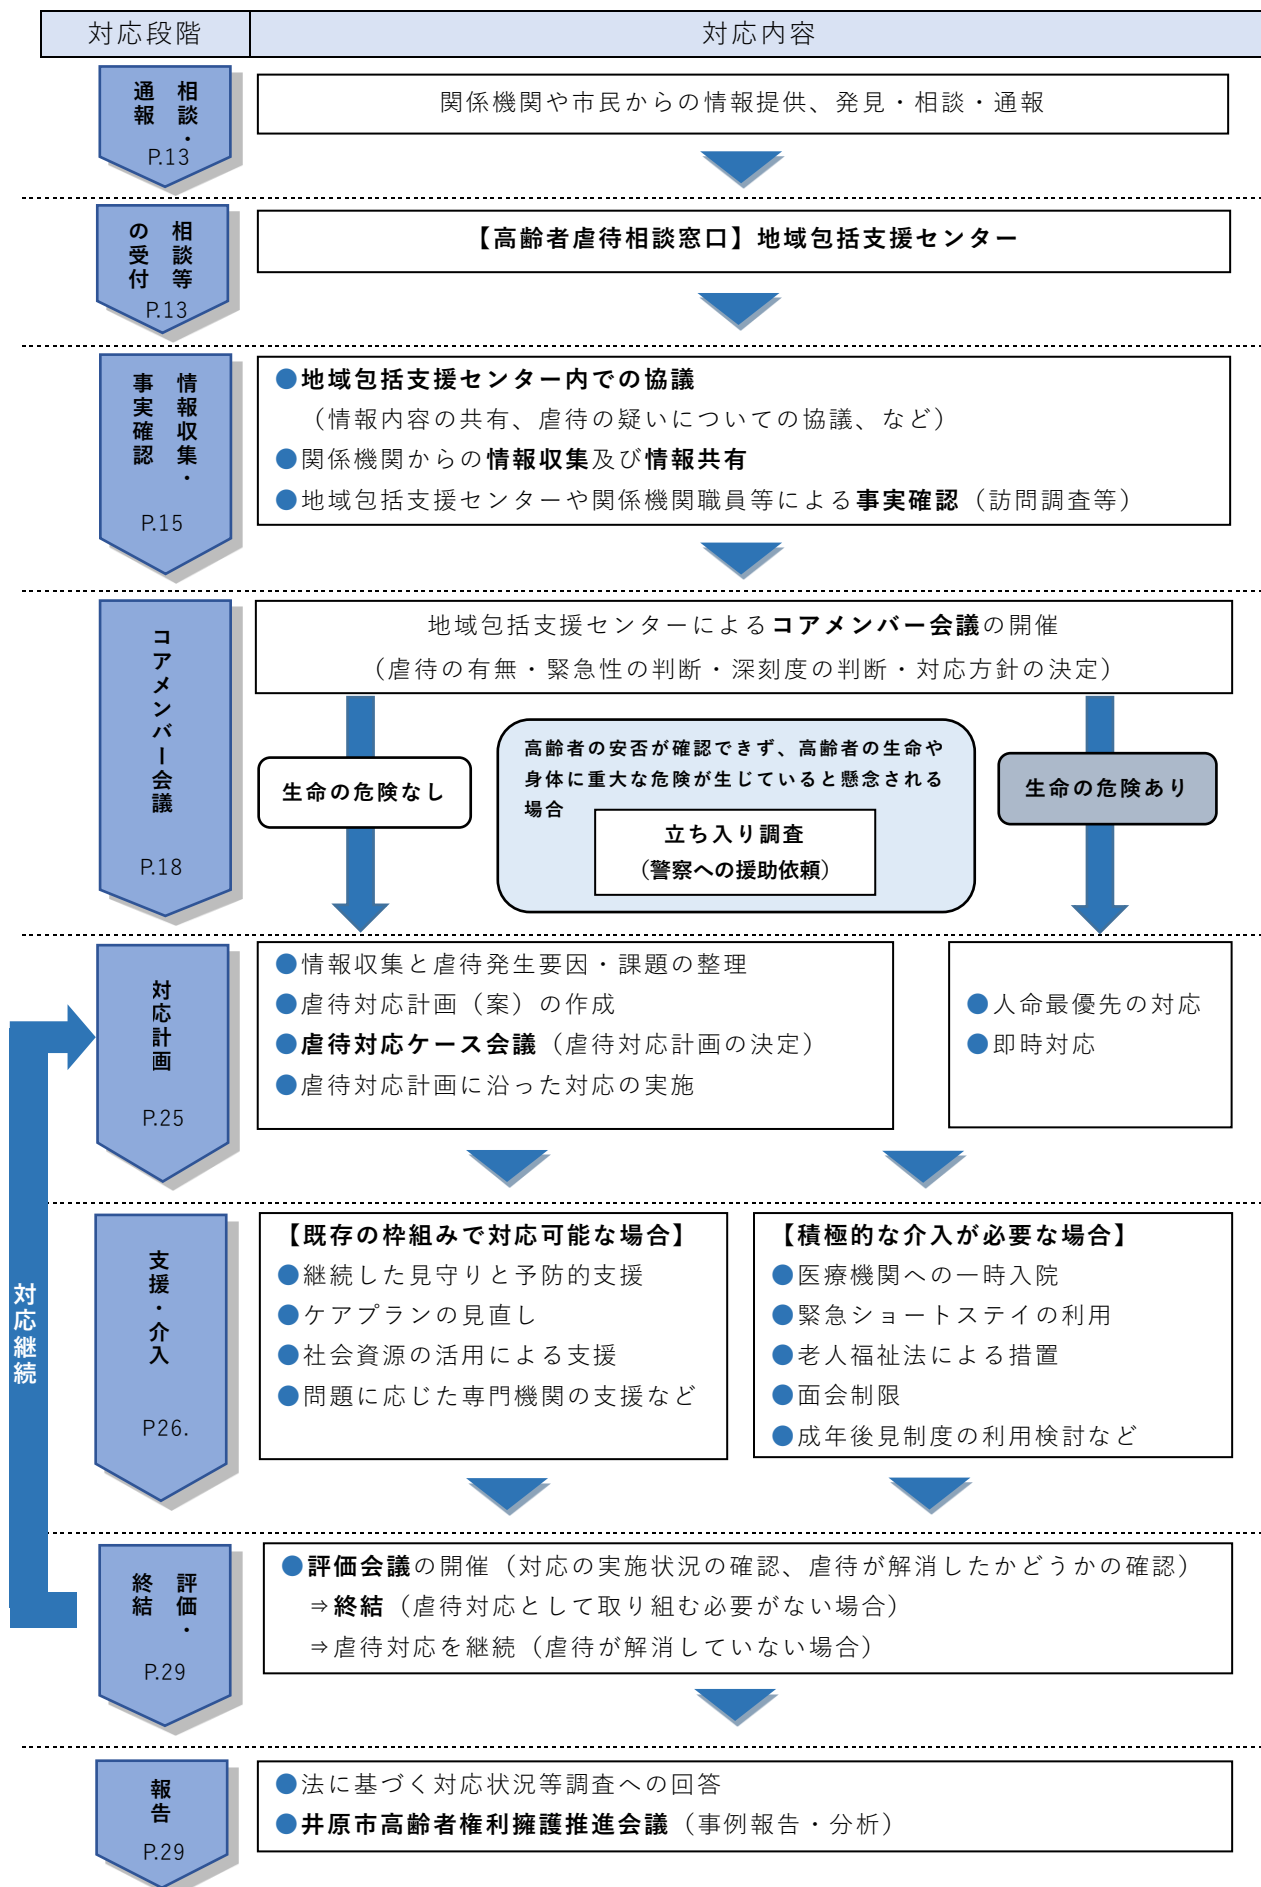 対応段階
対応内容
相談・
通報
P.13
関係機関や市民からの情報提供、発見・相談・通報
相談等
の受付
P.13
【高齢者虐待相談窓口】地域包括支援センター
情報収集・
事実確認
P.15
●地域包括支援センター内での協議
（情報内容の共有、虐待の疑いについての協議、など）
●関係機関からの情報収集及び情報共有
●地域包括支援センターや関係機関職員等による事実確認（訪問調査等）
コアメンバー会議
P.18
地域包括支援センターによるコアメンバー会議の開催
（虐待の有無・緊急性の判断・深刻度の判断・対応方針の決定）
生命の危険なし
高齢者の安否が確認できず、高齢者の生命や
身体に重大な危険が生じていると懸念される
場合
立ち入り調査
（警察への援助依頼）
生命の危険あり
対応計画
P.25
●情報収集と虐待発生要因・課題の整理
●虐待対応計画（案）の作成
●虐待対応ケース会議（虐待対応計画の決定）
●虐待対応計画に沿った対応の実施
●人命最優先の対応
●即時対応
対応継続
支援・介入
P26.
【既存の枠組みで対応可能な場合】
●継続した見守りと予防的支援
●ケアプランの見直し
●社会資源の活用による支援
●問題に応じた専門機関の支援など
【積極的な介入が必要な場合】
●医療機関への一時入院
●緊急ショートステイの利用
●老人福祉法による措置
●面会制限
●成年後見制度の利用検討など
評価・
終結
P.29
●評価会議の開催（対応の実施状況の確認、虐待が解消したかどうかの確認）
⇒終結（虐待対応として取り組む必要がない場合）
⇒虐待対応を継続（虐待が解消していない場合）
報告
P.29
●法に基づく対応状況等調査への回答
●井原市高齢者権利擁護推進会議（事例報告・分析）